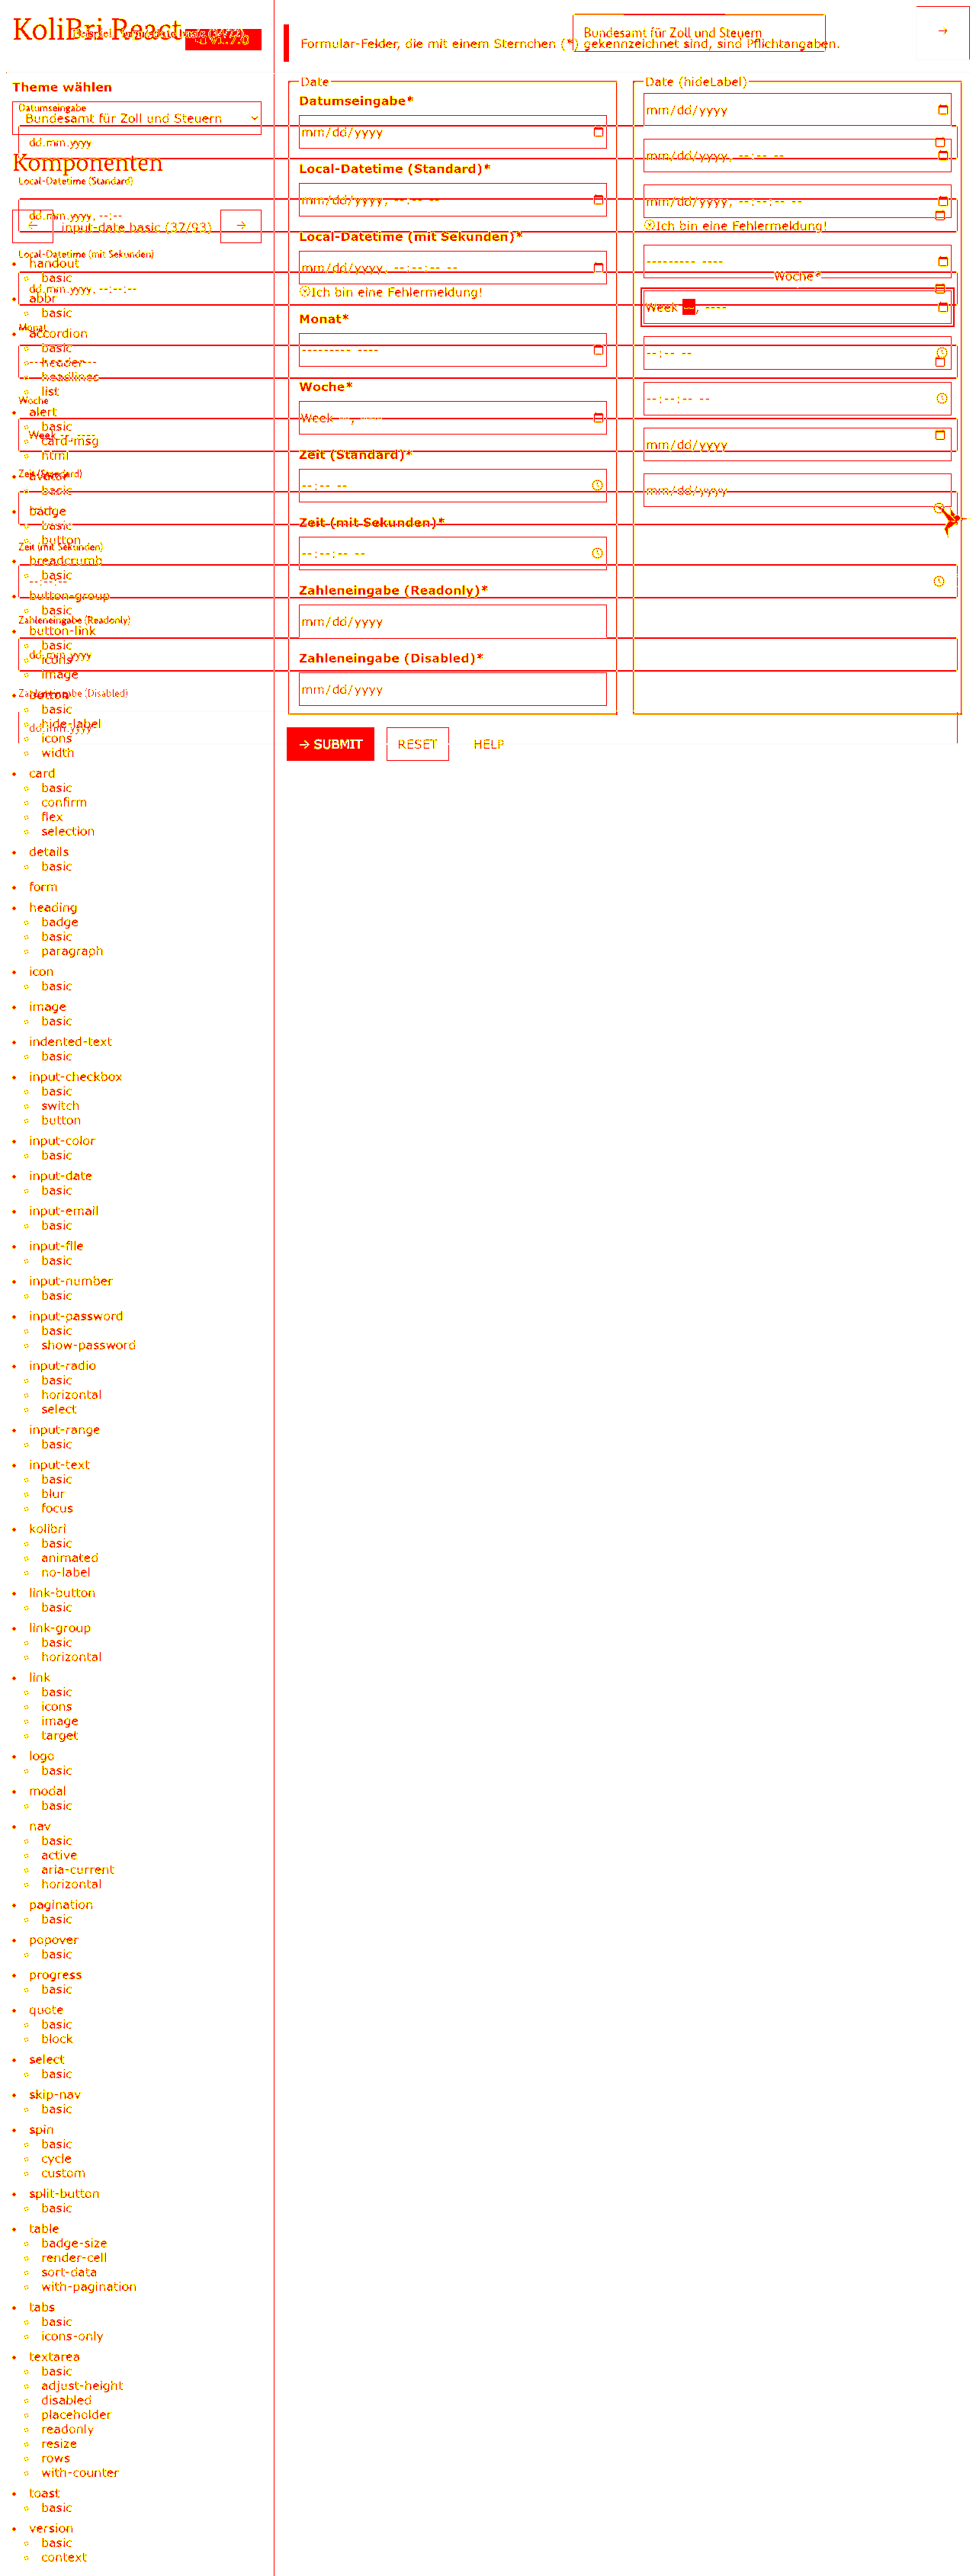 KoliBri React
v1.7.0
Bundesamt für Zoll und Steuern
→
Formular-Felder, die mit einem Sternchen (*) gekennzeichnet sind, sind Pflichtangaben.
Theme wählen
Datumseingabe
Bundesamt für Zoll und Steuern
dd.mm.yyyy
Komponenten
Local-Datetime (Standard)
dd.mm.yyyy, --:--
← input-date basic (37/93) →
Local-Datetime (mit Sekunden)
handout
basic
dd.mm.yyyy, --:--:--
abbr
basic
Monat
accordion
basic
header
headlines
list
Woche
alert
basic
Week --, ----
card-msg
html
Zeit (Standard)
avatar
basic
badge
basic
button
Zeit (mit Sekunden)
breadcrumb
basic
--:--:--
button-group
basic
Zahleneingabe (Readonly)
button-link
basic
dd.mm.yyyy
icons
image
Zahleneingabe (Disabled)
button
basic
hide-label
dd.mm.yyyy
icons
width
card
basic
confirm
flex
selection
details
basic
form
heading
badge
basic
paragraph
icon
basic
image
basic
indented-text
basic
input-checkbox
basic
switch
button
input-color
basic
input-date
basic
input-email
basic
input-file
basic
input-number
basic
input-password
basic
show-password
input-radio
basic
horizontal
select
input-range
basic
input-text
basic
blur
focus
kolibri
basic
animated
no-label
link-button
basic
link-group
basic
horizontal
link
basic
icons
image
target
logo
basic
modal
basic
nav
basic
active
aria-current
horizontal
pagination
basic
popover
basic
progress
basic
quote
basic
block
select
basic
skip-nav
basic
spin
basic
cycle
custom
split-button
basic
table
badge-size
render-cell
sort-data
with-pagination
tabs
basic
icons-only
textarea
basic
adjust-height
disabled
placeholder
readonly
resize
rows
with-counter
toast
basic
version
basic
context
Date
Datumseingabe*
mm/dd/yyyy
Local-Datetime (Standard)*
mm/dd/yyyy, --:-- --
Local-Datetime (mit Sekunden)*
mm/dd/yyyy, --:--:-- --
Ich bin eine Fehlermeldung!
Monat*
--------- ----
Woche*
Week --, ----
Zeit (Standard)*
--:-- --
Zeit (mit Sekunden)*
--:--:-- --
Zahleneingabe (Readonly)*
mm/dd/yyyy
Zahleneingabe (Disabled)*
mm/dd/yyyy
→ SUBMIT
RESET
HELP
Date (hideLabel)
mm/dd/yyyy
mm/dd/yyyy, --:-- --
mm/dd/yyyy, --:--:-- --
Ich bin eine Fehlermeldung!
--------- ----
Woche*
Week --, ----
--:-- --
--:--:-- --
mm/dd/yyyy
mm/dd/yyyy